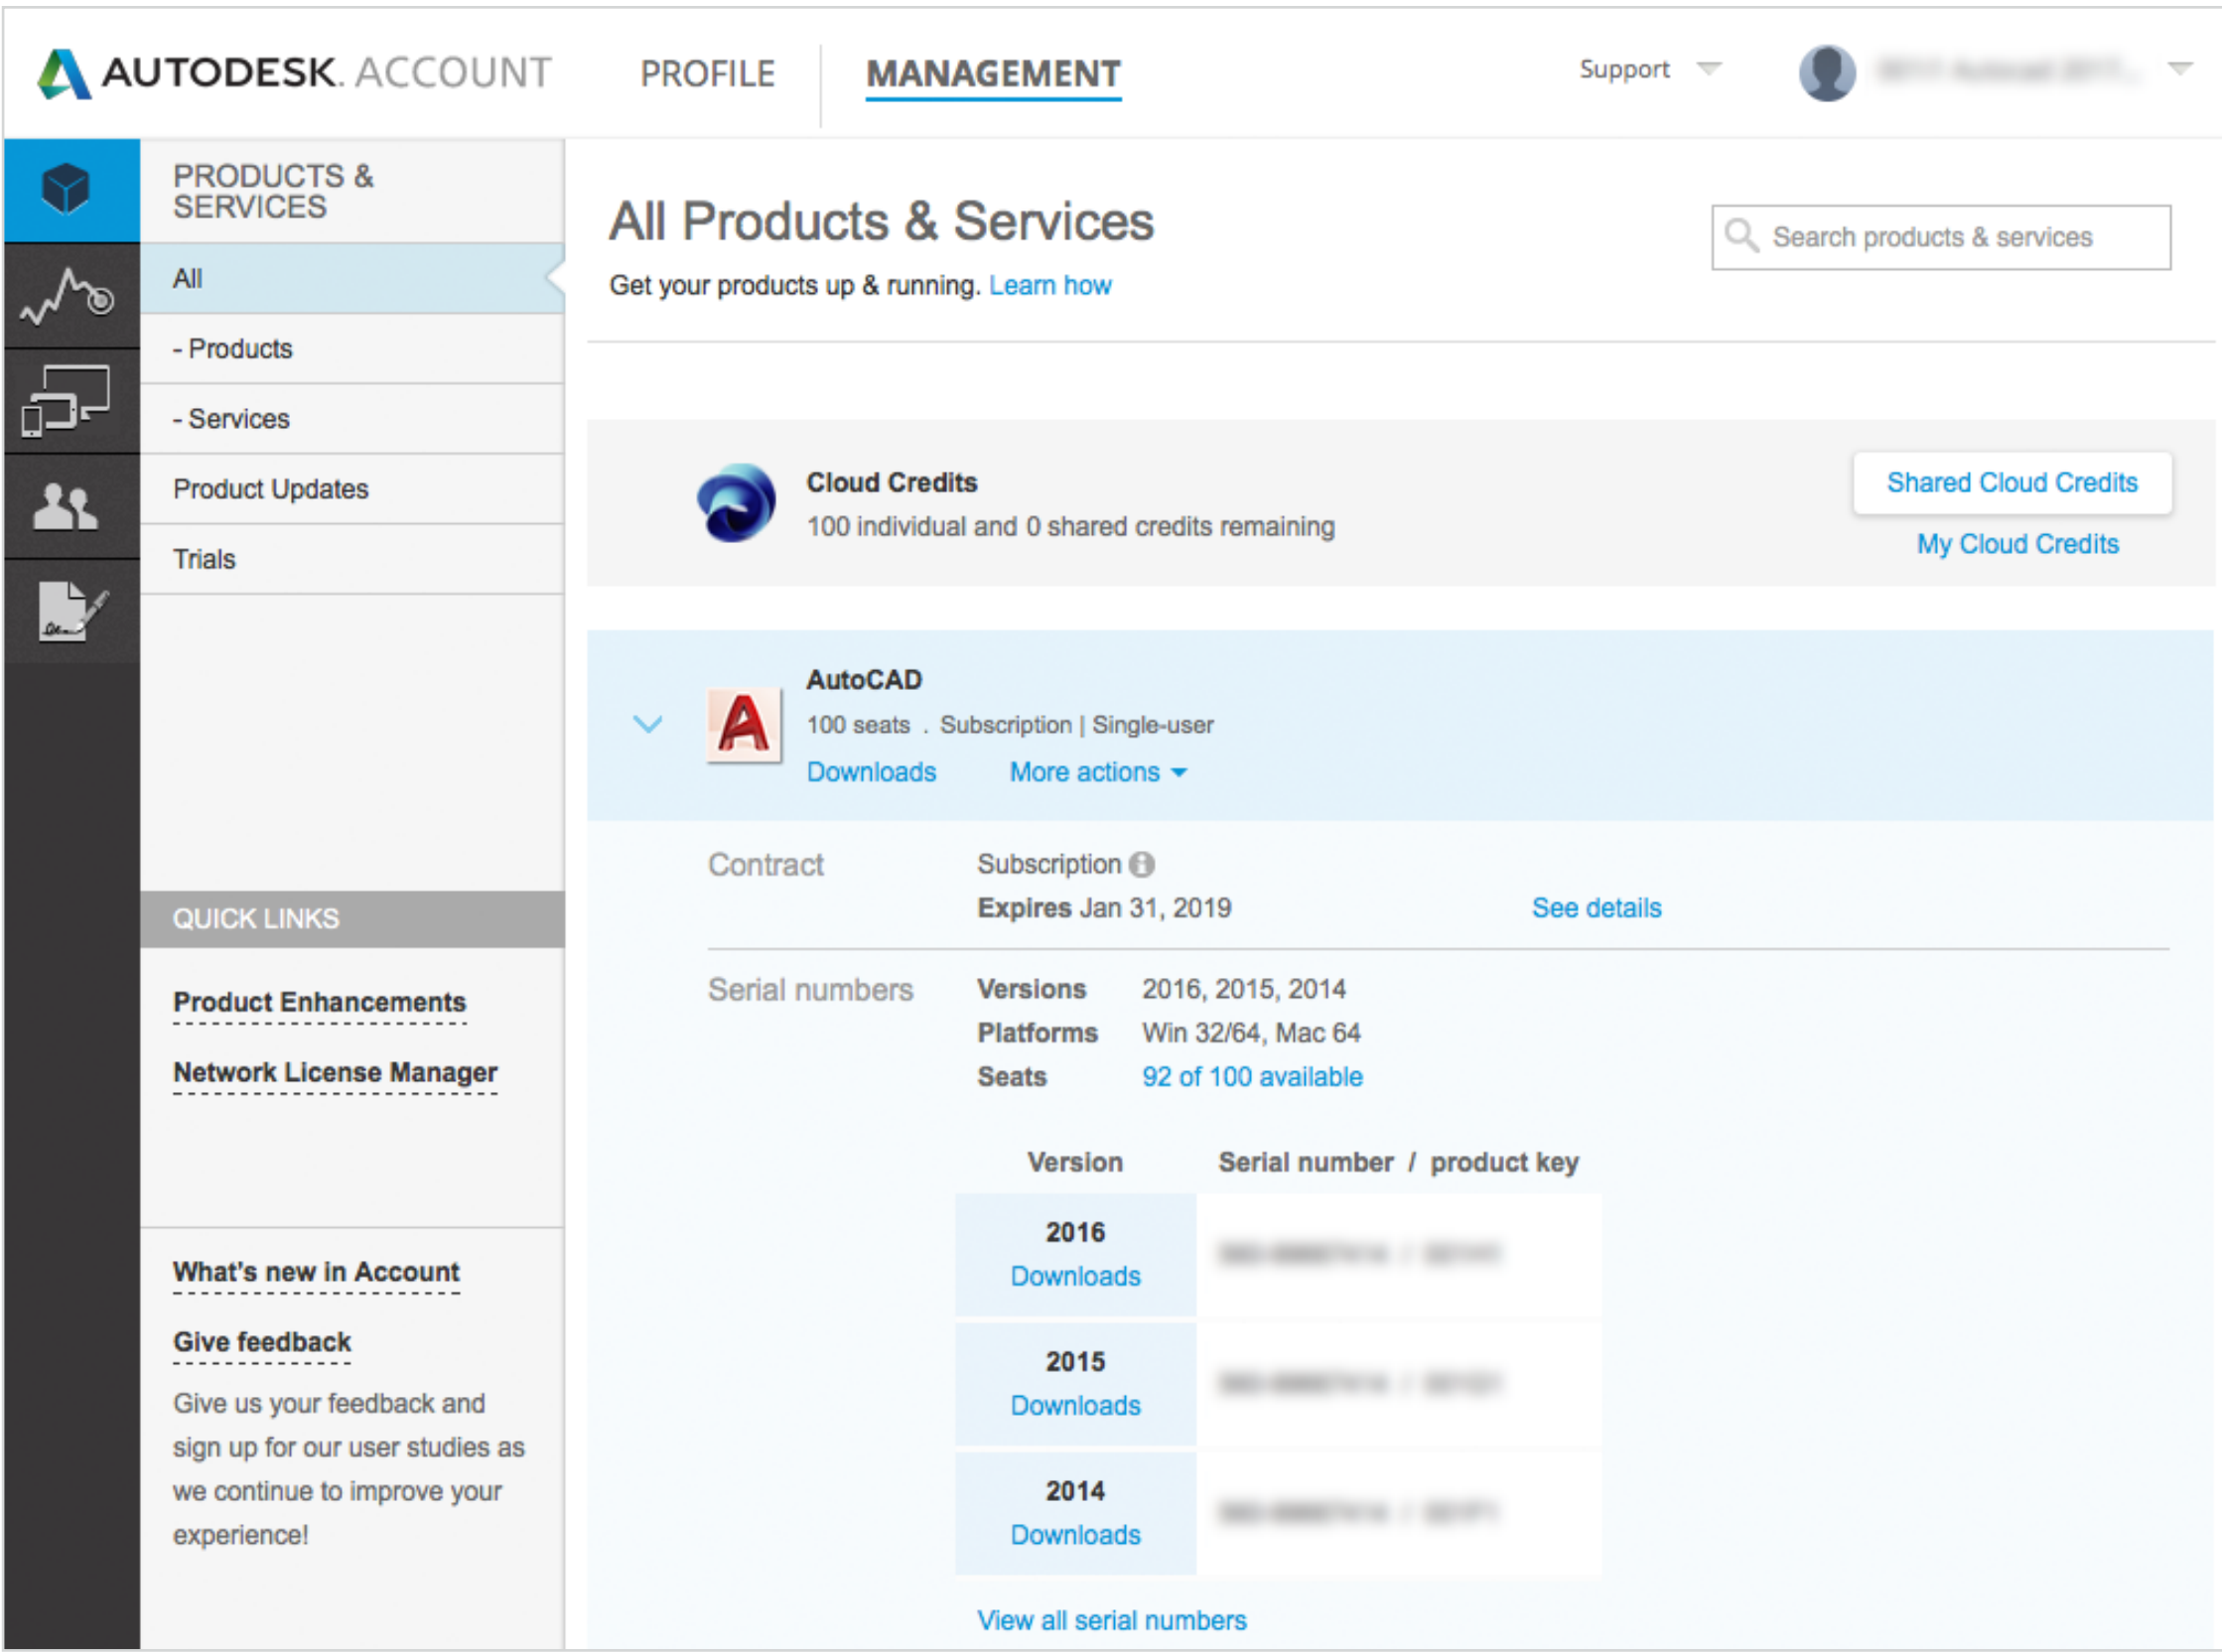 AUTODESK. ACCOUNT
PROFILE
MANAGEMENT
Support
PRODUCTS &
SERVICES
All
- Products
- Services
Product Updates
Trials
QUICK LINKS
Product Enhancements
Network License Manager
What's new in Account
Give feedback
Give us your feedback and
sign up for our user studies as
we continue to improve your
experience!
All Products & Services
Get your products up & running. Learn how
Search products & services
Cloud Credits
100 individual and 0 shared credits remaining
Shared Cloud Credits
My Cloud Credits
AutoCAD
100 seats . Subscription | Single-user
Downloads More actions
Contract
Subscription
Expires Jan 31, 2019
See details
Serial numbers
Versions 2016, 2015, 2014
Platforms Win 32/64, Mac 64
Seats 92 of 100 available
Version Serial number / product key
2016
Downloads
2015
Downloads
2014
Downloads
View all serial numbers